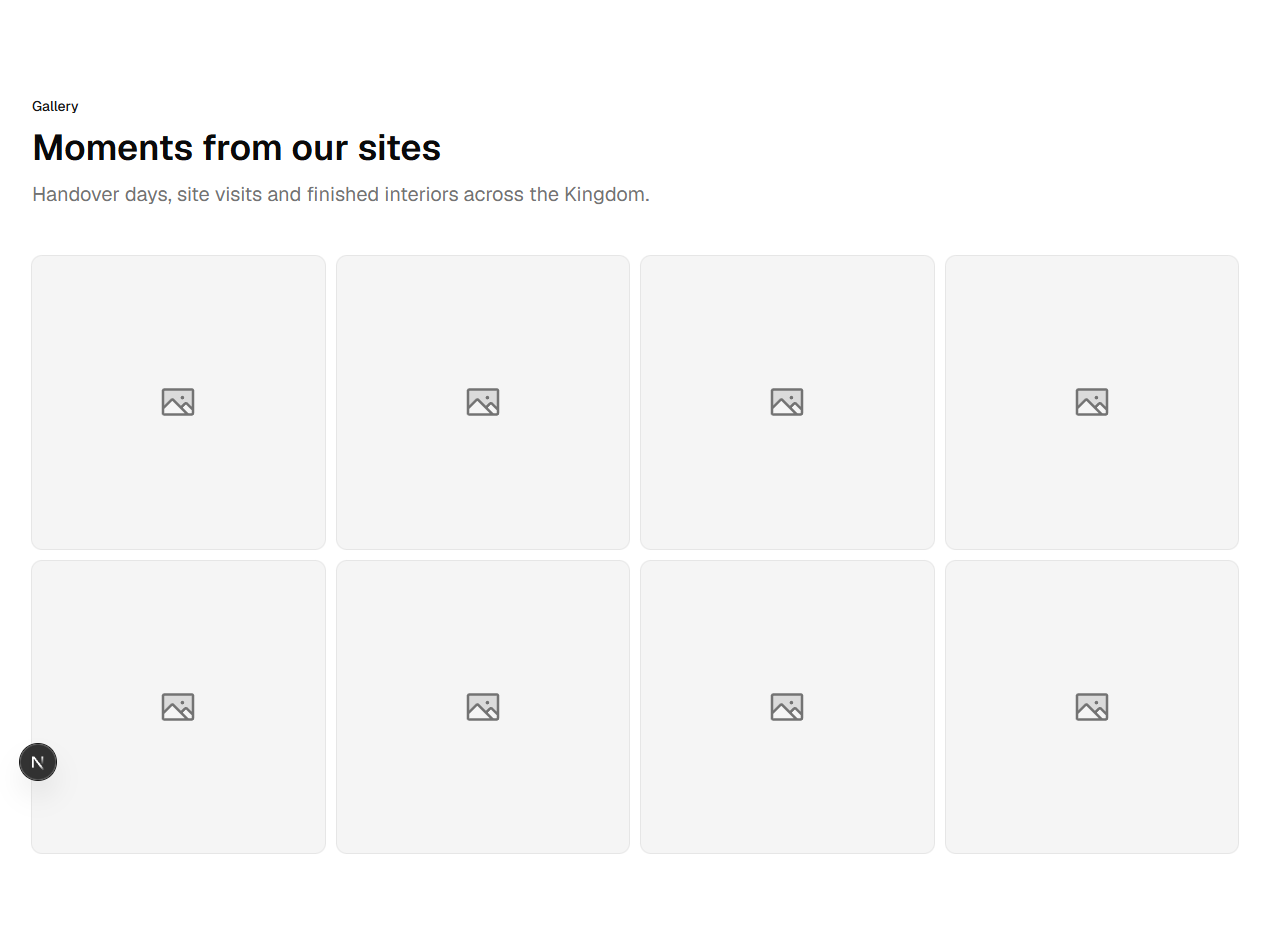 Gallery
Moments from our sites
Handover days, site visits and finished interiors across the Kingdom.
N